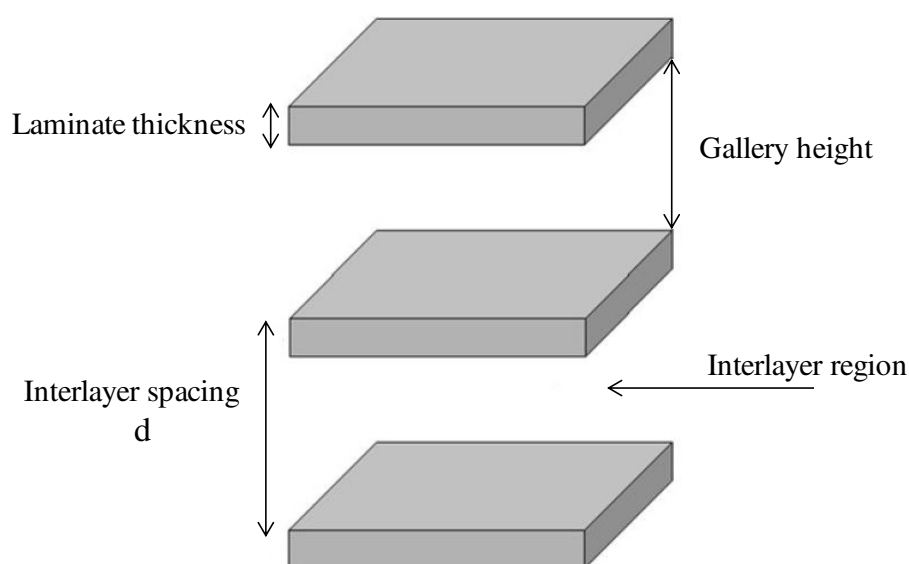 Laminate thickness
Gallery height
Interlayer region
Interlayer spacing
d